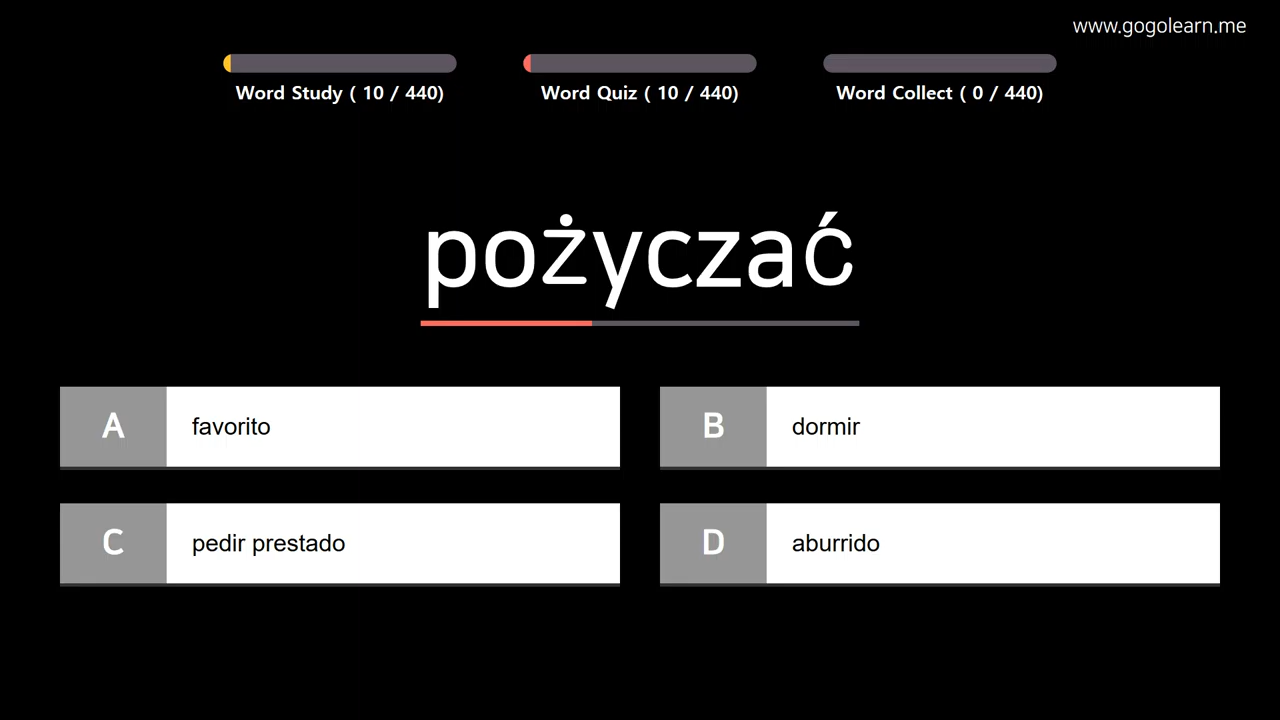 www.gogolearn.me
Word Study ( 10 / 440)
Word Quiz ( 10 / 440)
Word Collect ( 0 / 440)
pożyczać
A favorito
B dormir
C pedir prestado
D aburrido